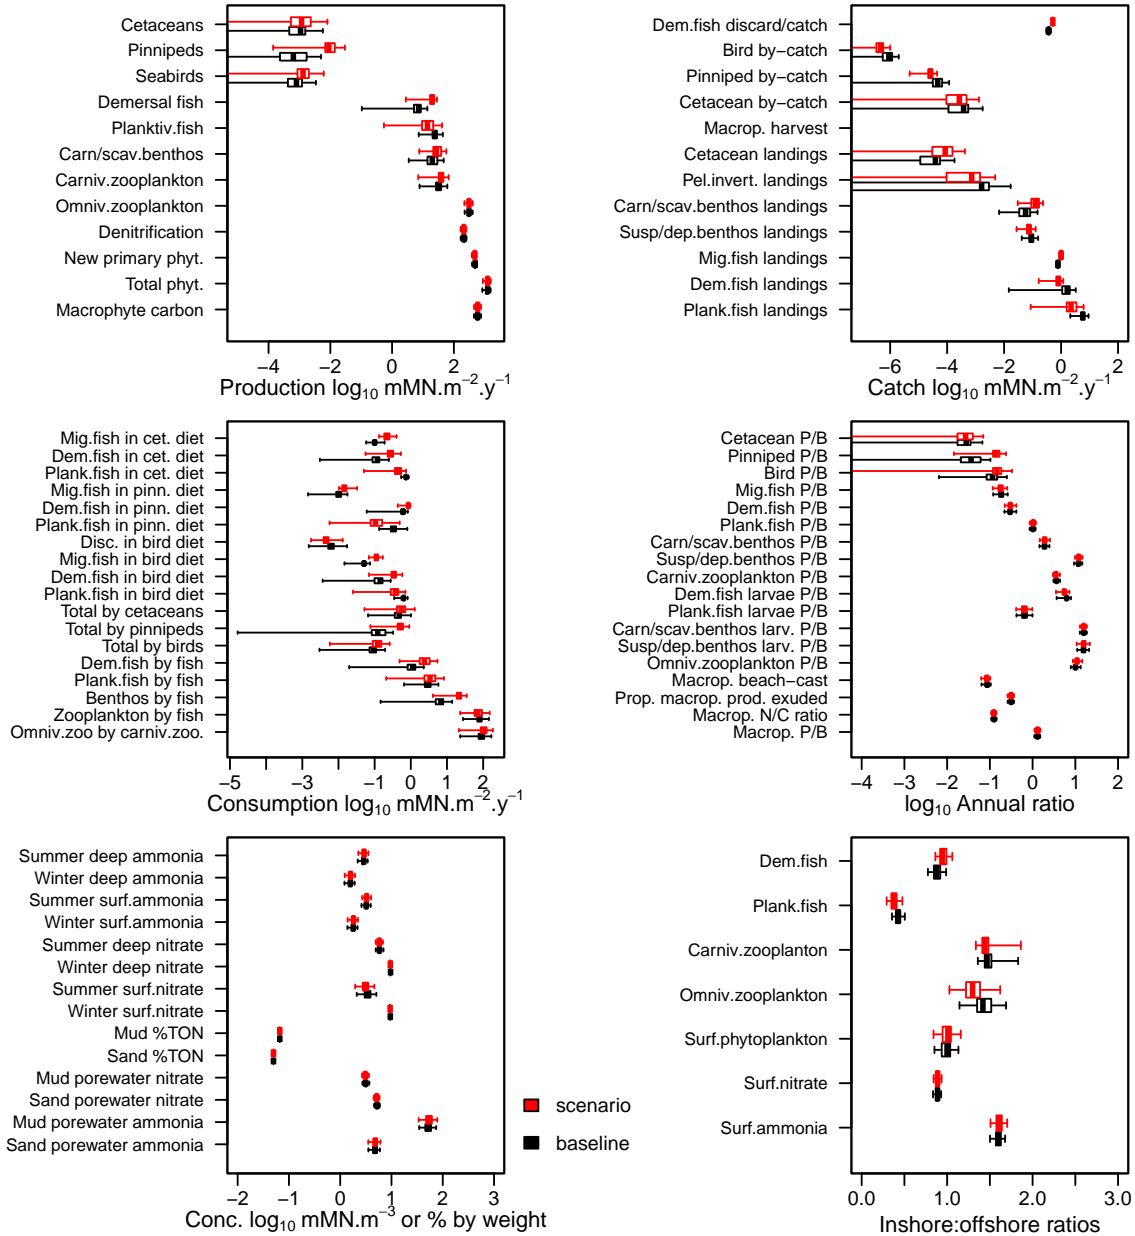 Cetaceans
Pinnipeds
Seabirds
Demersal fish
Planktiv.fish
Carn/scav.benthos
Carniv.zooplankton
Omniv.zooplankton
Denitrification
New primary phyt.
Total phyt.
Macrophyte carbon
−4 −2 0 2
Production log₁₀ mMN.m⁻².y⁻¹
Dem.fish discard/catch
Bird by−catch
Pinniped by−catch
Cetacean by−catch
Macrop. harvest
Cetacean landings
Pel.invert. landings
Carn/scav.benthos landings
Susp/dep.benthos landings
Mig.fish landings
Dem.fish landings
Plank.fish landings
−6 −4 −2 0 2
Catch log₁₀ mMN.m⁻².y⁻¹
Mig.fish in cet. diet
Dem.fish in cet. diet
Plank.fish in cet. diet
Mig.fish in pinn. diet
Dem.fish in pinn. diet
Plank.fish in pinn. diet
Disc. in bird diet
Mig.fish in bird diet
Dem.fish in bird diet
Plank.fish in bird diet
Total by cetaceans
Total by pinnipeds
Total by birds
Dem.fish by fish
Plank.fish by fish
Benthos by fish
Zooplankton by fish
Omniv.zoo by carniv.zoo.
−5 −3 −1 0 1 2
Consumption log₁₀ mMN.m⁻².y⁻¹
Cetacean P/B
Pinniped P/B
Bird P/B
Mig.fish P/B
Dem.fish P/B
Plank.fish P/B
Carn/scav.benthos P/B
Susp/dep.benthos P/B
Carniv.zooplankton P/B
Dem.fish larvae P/B
Plank.fish larvae P/B
Carn/scav.benthos larv. P/B
Susp/dep.benthos larv. P/B
Omniv.zooplankton P/B
Macrop. beach−cast
Prop. macrop. prod. exuded
Macrop. N/C ratio
Macrop. P/B
−4 −3 −2 −1 0 1 2
log₁₀ Annual ratio
Summer deep ammonia
Winter deep ammonia
Summer surf.ammonia
Winter surf.ammonia
Summer deep nitrate
Winter deep nitrate
Summer surf.nitrate
Winter surf.nitrate
Mud %TON
Sand %TON
Mud porewater nitrate
Sand porewater nitrate
Mud porewater ammonia
Sand porewater ammonia
−2 −1 0 1 2 3
Conc. log₁₀ mMN.m⁻³ or % by weight
scenario
baseline
Dem.fish
Plank.fish
Carniv.zooplanton
Omniv.zooplankton
Surf.phytoplankton
Surf.nitrate
Surf.ammonia
0.0 1.0 2.0 3.0
Inshore:offshore ratios